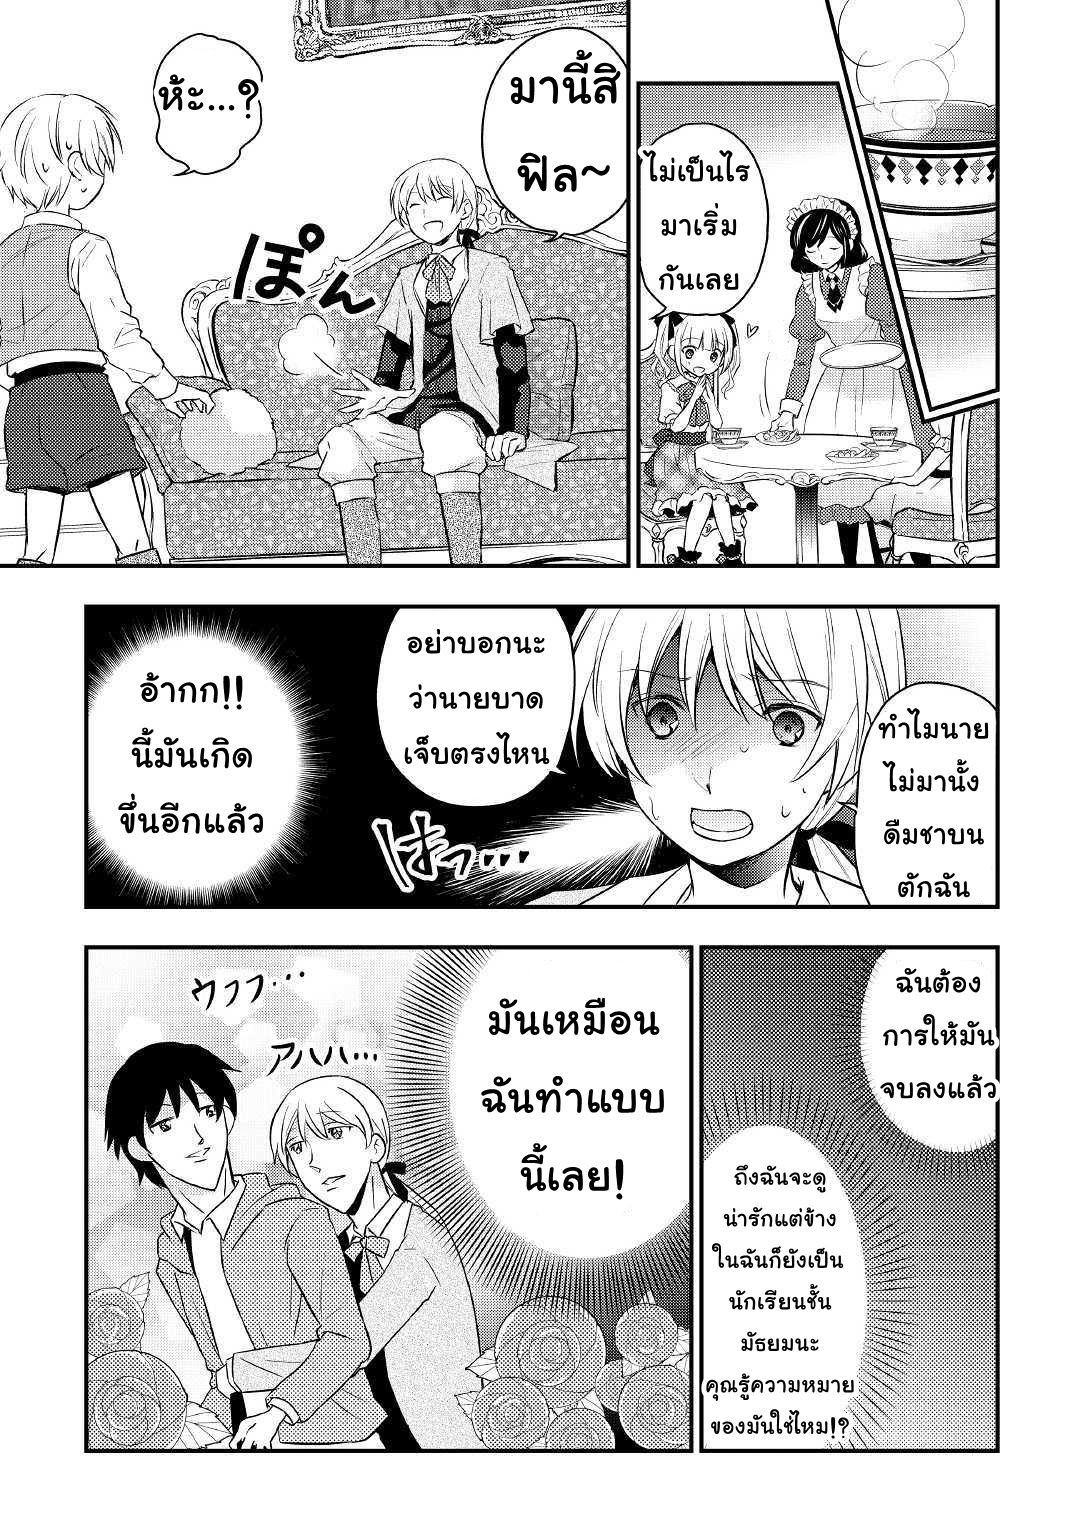 ไม่เป็นไร
มาเริ่ม
กันเลย
มานี้สิ
ฟิล~
ห้ะ...?
ぽん
ทำไมนาย
ไม่มานั้ง
ดืมชาบน
ตักฉัน
อย่าบอกนะ
ว่านายบาด
เจ็บตรงไหน
はっ...
อ้ากก!!
นี้มันเกิด
ขึ่นอีกแล้ว
ฉันต้อง
การให้มัน
จบลงแล้ว
ถึงฉันจะดู
น่ารักแต่ข้าง
ในฉันก็ยังเป็น
นักเรียนชั้น
มัธยมนะ
คุณรู้ความหมาย
ของมันใช่ไหม!?
มันเหมือน
ฉันทำแบบ
นี้เลย!
ウフフ...
アハハ...